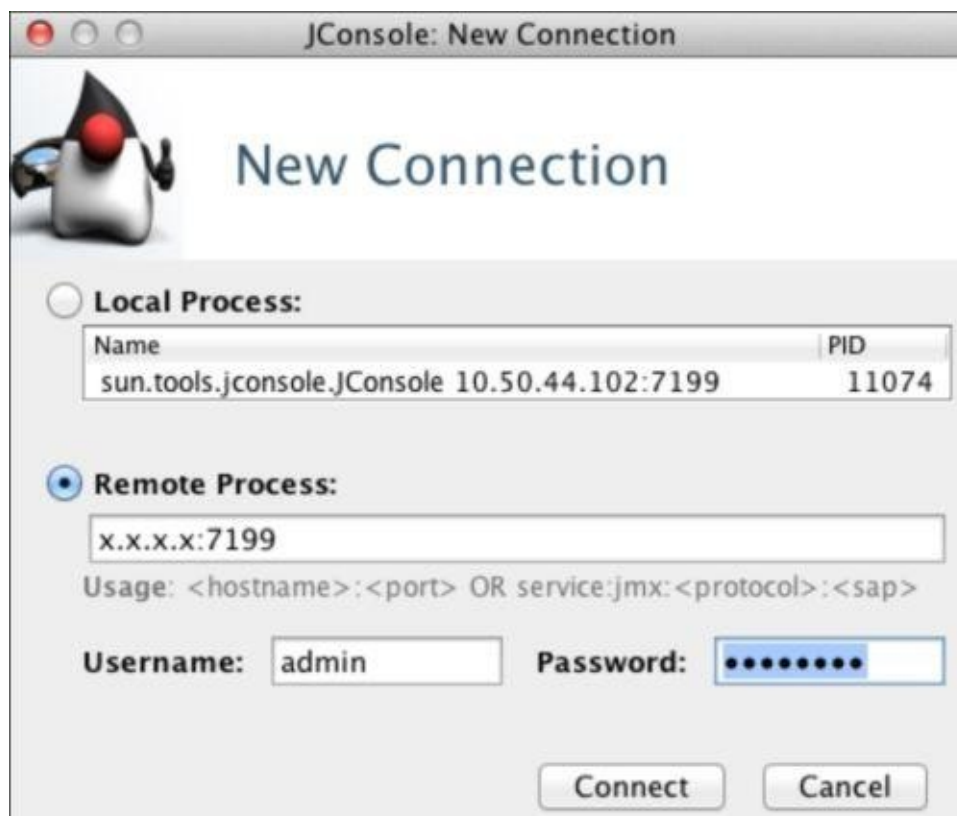 JConsole: New Connection
New Connection
Local Process:
Name PID
sun.tools.jconsole.JConsole 10.50.44.102:7199 11074
Remote Process:
x.x.x.x:7199
Usage: <hostname>:<port> OR service:jmx:<protocol>:<sap>
Username: admin Password: ••••••••
Connect Cancel